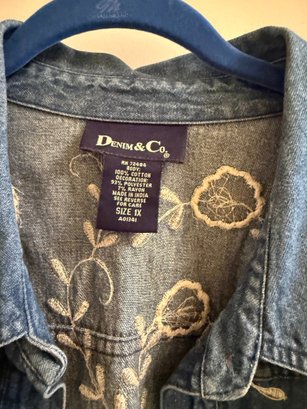 DENIM & CO.
RN 72686
BODY:
100% COTTON
DECORATION:
93% POLYESTER
7% RAYON
MADE IN INDIA
SEE REVERSE
FOR CARE
SIZE 1X
A01341